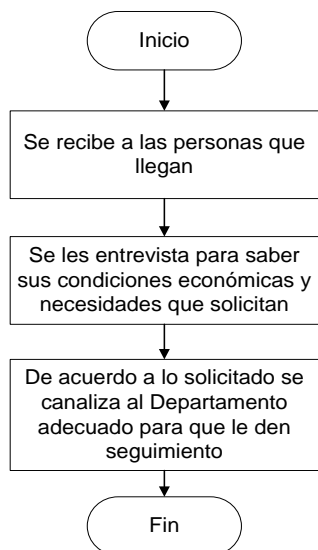 Inicio
Se recibe a las personas que
llegan
Se les entrevista para saber
sus condiciones económicas y
necesidades que solicitan
De acuerdo a lo solicitado se
canaliza al Departamento
adecuado para que le den
seguimiento
Fin